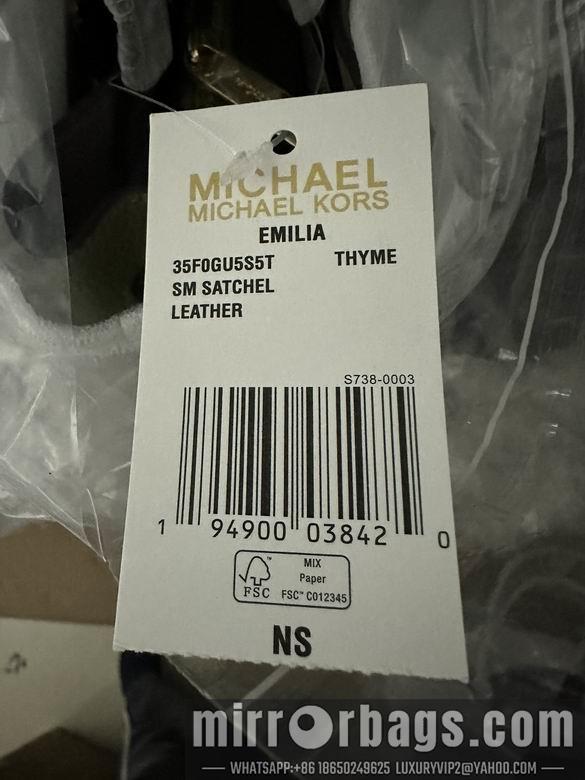 MICHAEL
MICHAEL KORS
EMILIA
35F0GU5S5T THYME
SM SATCHEL
LEATHER
S738-0003
1 94900 03842 0
FSC™
MIX
Paper
FSC™ C012345
NS
mirrorbags.com
WHATSAPP:+86 18650249625 LUXURYVIP2@YAHOO.COM